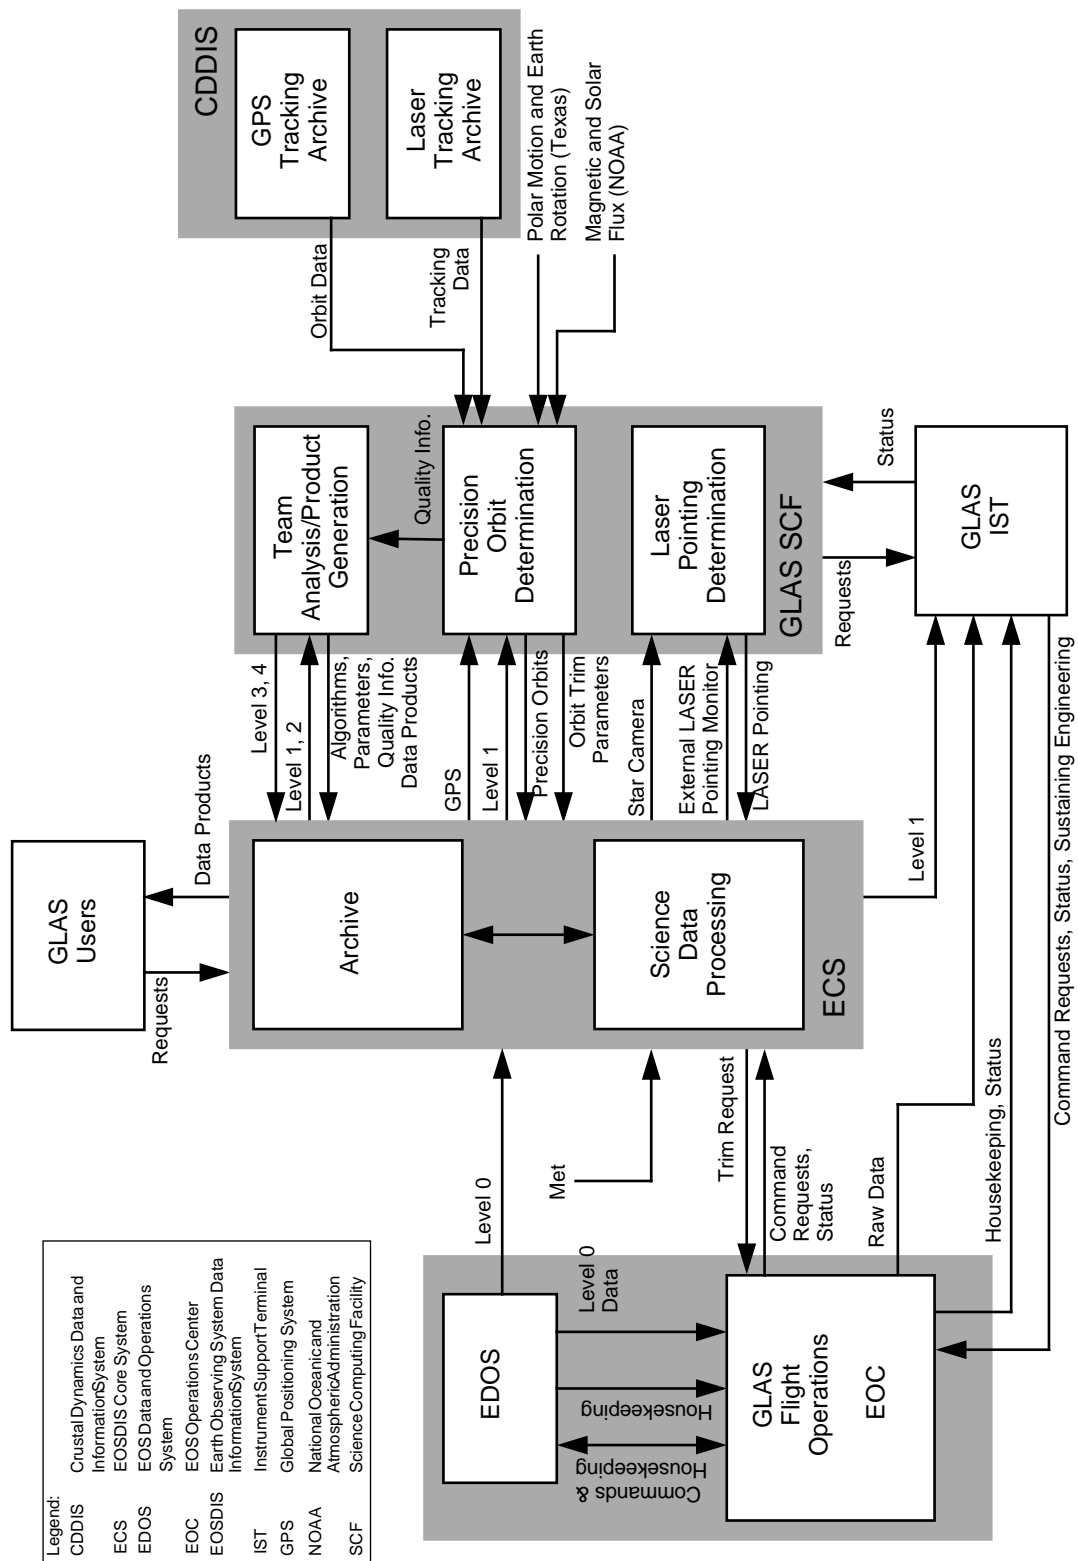 Legend:
CDDIS Crustal Dynamics Data and
InformationSystem
ECS EOSDIS Core System
EDOS EOS Data and Operations
System
EOC EOS Operations Center
EOSDIS Earth Observing System Data
InformationSystem
IST Instrument Support Terminal
GPS Global Positioning System
NOAA National Oceanic and
Atmospheric Administration
SCF Science Computing Facility
EDOS
Commands &
Housekeeping
Housekeeping
Level 0
Data
GLAS
Flight
Operations
EOC
Level 0
Met
Trim Request
Command
Requests,
Status
Raw Data
Housekeeping, Status
Command Requests, Status, Sustaining Engineering
GLAS
Users
Requests
Data Products
Archive
Science
Data
Processing
ECS
Level 3, 4
Level 1, 2
Algorithms,
Parameters,
Quality Info.
Data Products
GPS
Level 1
Precision Orbits
Orbit Trim
Parameters
Star Camera
External LASER
Pointing Monitor
LASER Pointing
Level 1
Team
Analysis/Product
Generation
Quality Info.
Precision
Orbit
Determination
Laser
Pointing
Determination
GLAS SCF
Requests
Status
GLAS
IST
CDDIS
GPS
Tracking
Archive
Laser
Tracking
Archive
Orbit Data
Tracking
Data
Polar Motion and Earth
Rotation (Texas)
Magnetic and Solar
Flux (NOAA)